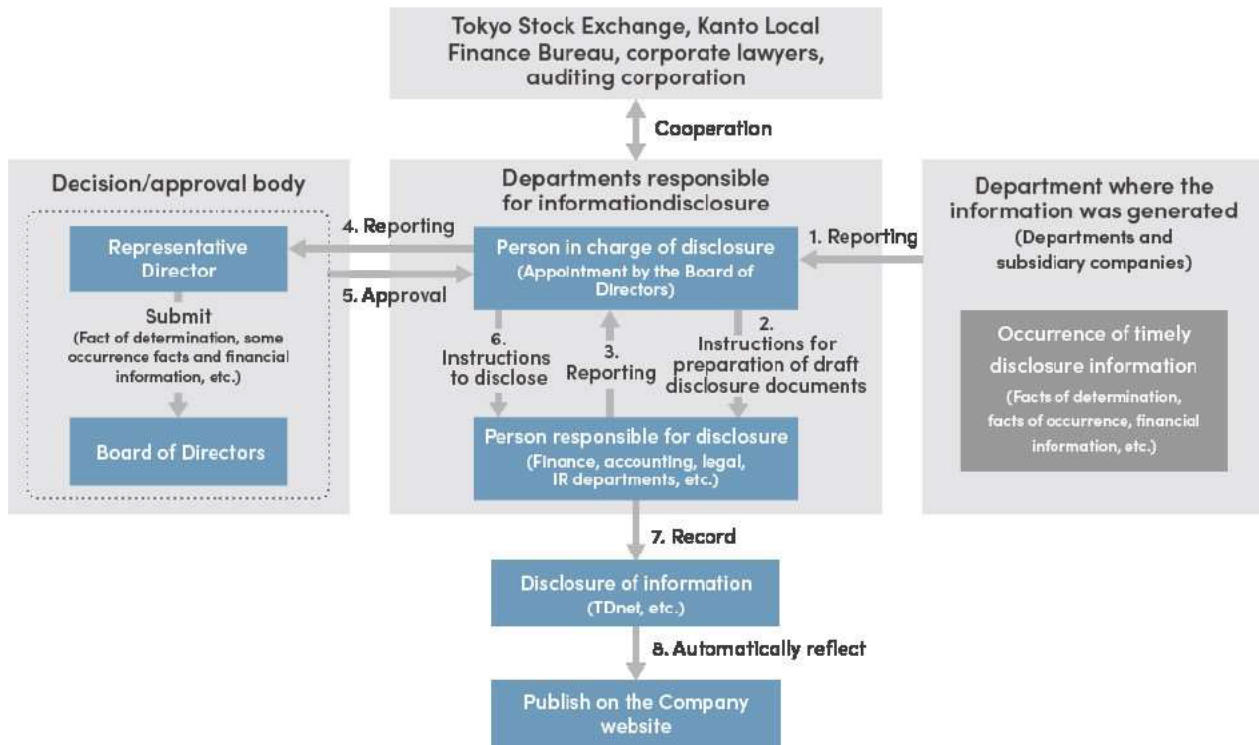 Tokyo Stock Exchange, Kanto Local
Finance Bureau, corporate lawyers,
auditing corporation
Cooperation
Decision/approval body
Representative
Director
Submit
(Fact of determination, some
occurrence facts and financial
information, etc.)
Board of Directors
4. Reporting
5. Approval
Departments responsible
for informationdisclosure
Person in charge of disclosure
(Appointment by the Board of
Directors)
6.
Instructions
to disclose
3.
Reporting
2.
Instructions for
preparation of draft
disclosure documents
Person responsible for disclosure
(Finance, accounting, legal,
IR departments, etc.)
1. Reporting
Department where the
information was generated
(Departments and
subsidiary companies)
Occurrence of timely
disclosure information
(Facts of determination,
facts of occurrence, financial
information, etc.)
7. Record
Disclosure of information
(TDnet, etc.)
8. Automatically reflect
Publish on the Company
website